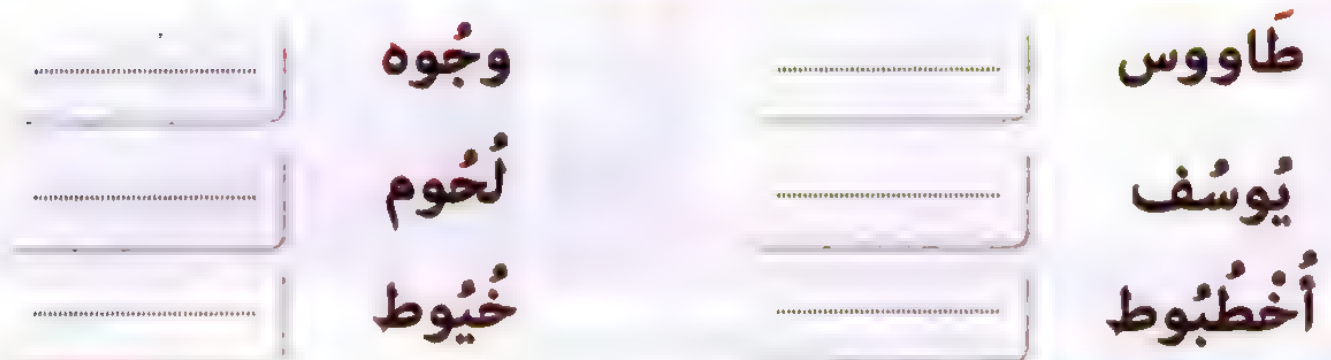 طَاووس وجُوه
يُوسُف لُحُوم
أُخْطُبُوط خُيُوط